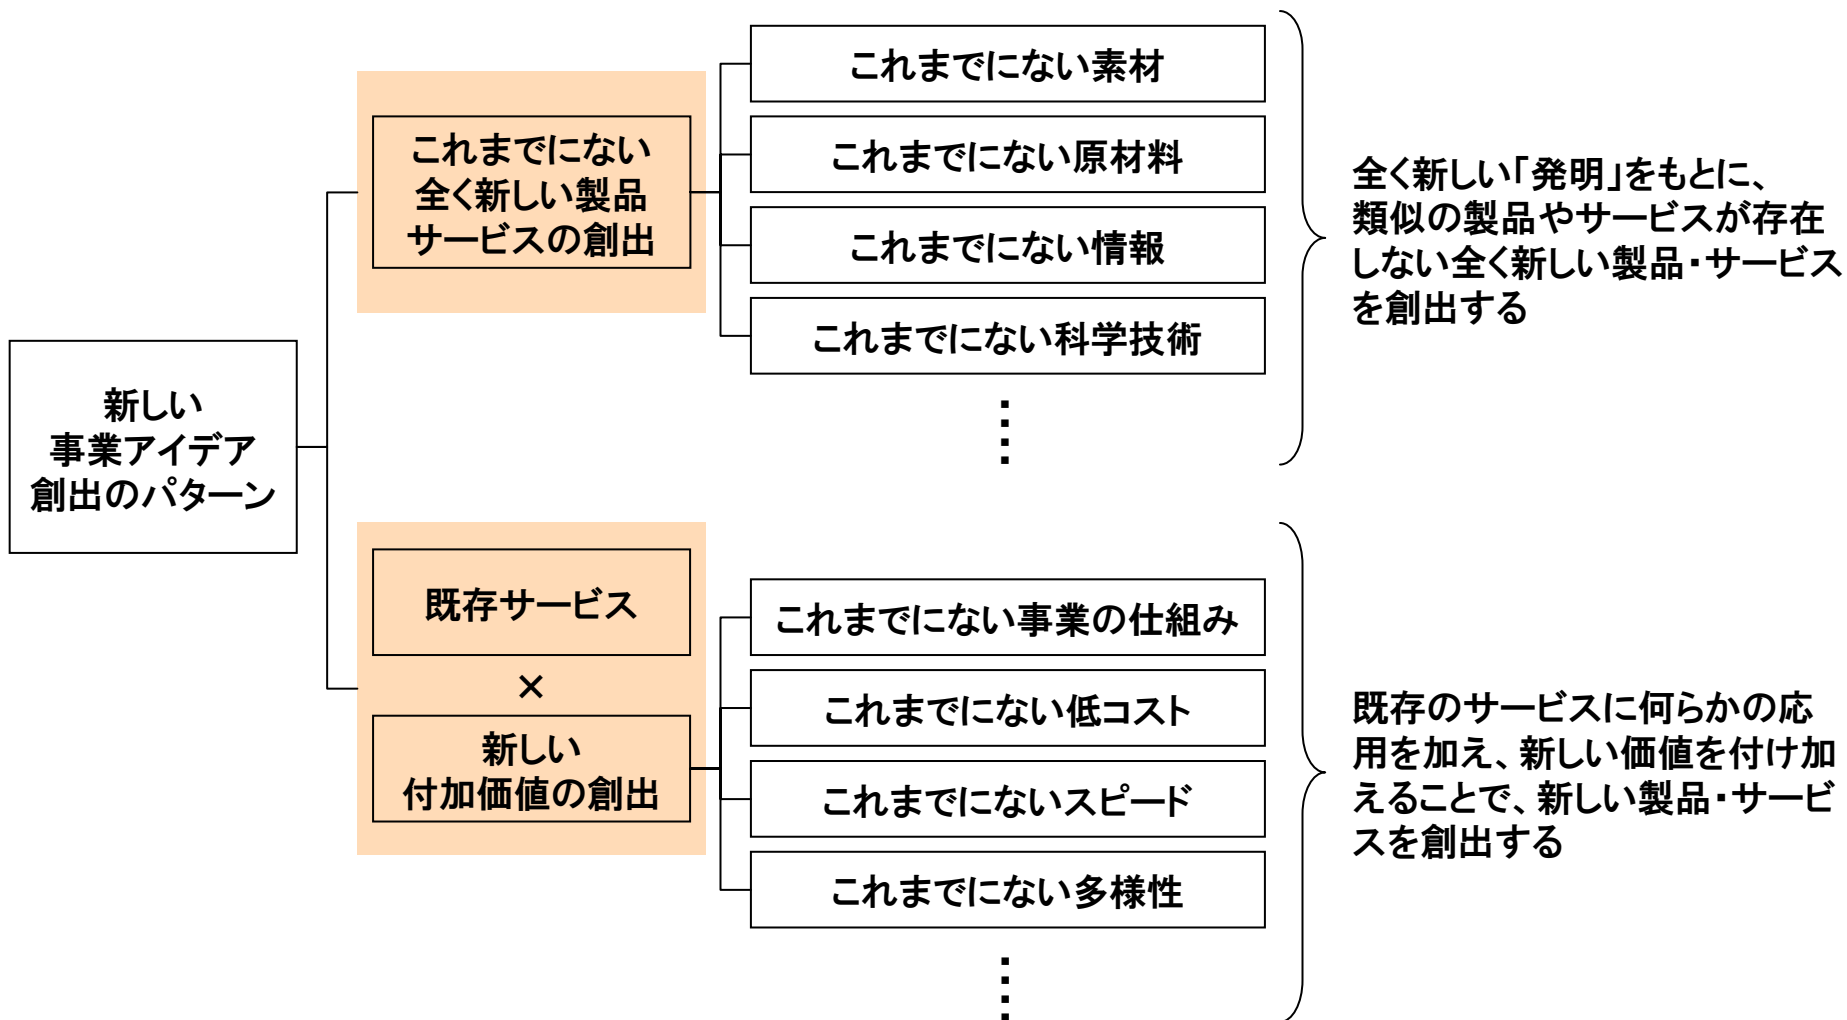 新しい
事業アイデア
創出のパターン
これまでにない
全く新しい製品
サービスの創出
これまでにない素材
これまでにない原材料
これまでにない情報
これまでにない科学技術
全く新しい「発明」をもとに、
類似の製品やサービスが存在
しない全く新しい製品・サービス
を創出する
既存サービス
×
新しい
付加価値の創出
これまでにない事業の仕組み
これまでにない低コスト
これまでにないスピード
これまでにない多様性
既存のサービスに何らかの応
用を加え、新しい価値を付け加
えることで、新しい製品・サービ
スを創出する